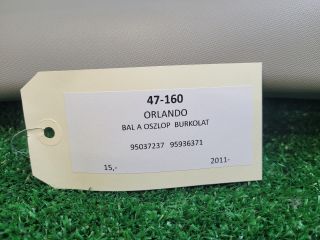 47-160
ORLANDO
BAL A OSZLOP BURKOLAT
95037237 95936371
15,- 2011-